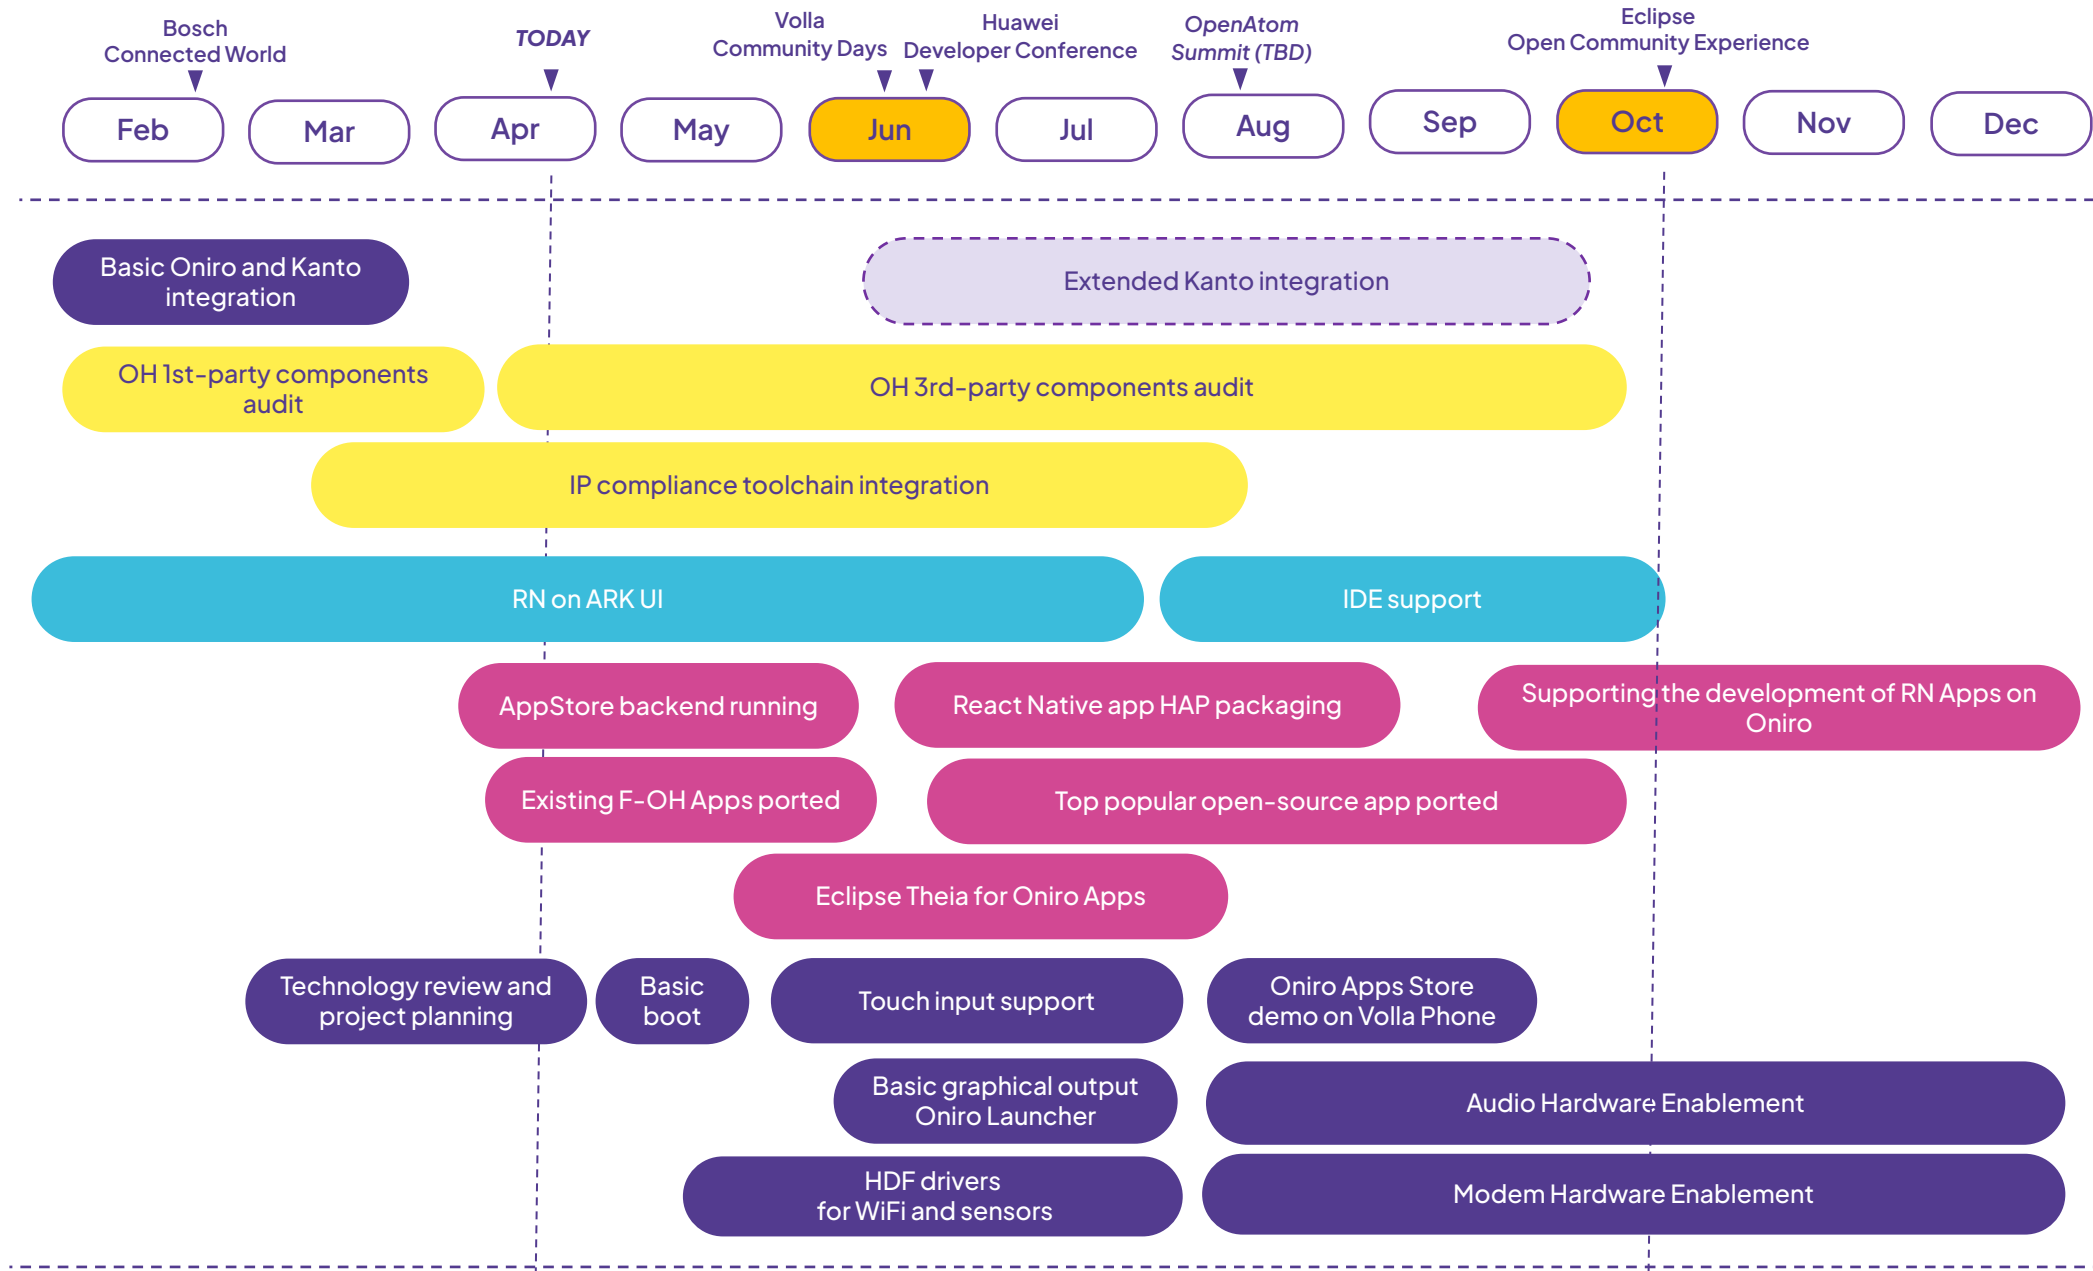 Bosch
Connected World
TODAY
Volla
Community Days
Huawei
Developer Conference
OpenAtom
Summit (TBD)
Eclipse
Open Community Experience
Feb
Mar
Apr
May
Jun
Jul
Aug
Sep
Oct
Nov
Dec
Basic Oniro and Kanto
integration
Extended Kanto integration
OH 1st-party components
audit
OH 3rd-party components audit
IP compliance toolchain integration
RN on ARK UI
IDE support
AppStore backend running
React Native app HAP packaging
Supporting the development of RN Apps on
Oniro
Existing F-OH Apps ported
Top popular open-source app ported
Eclipse Theia for Oniro Apps
Technology review and
project planning
Basic
boot
Touch input support
Oniro Apps Store
demo on Volla Phone
Basic graphical output
Oniro Launcher
Audio Hardware Enablement
HDF drivers
for WiFi and sensors
Modem Hardware Enablement